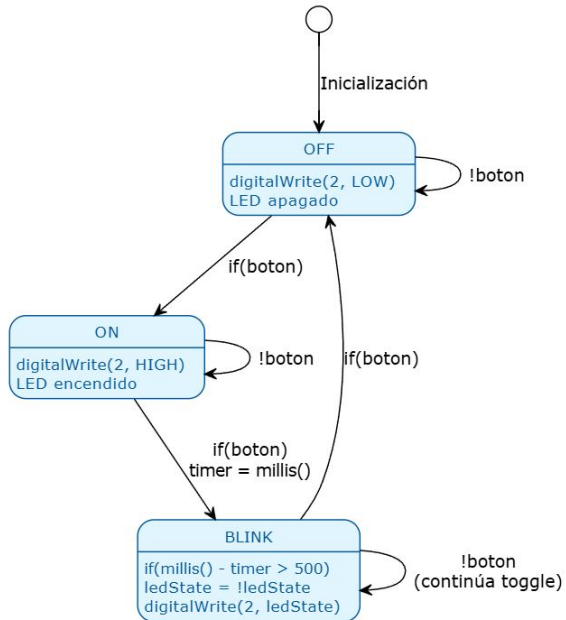 Inicialización
OFF
digitalWrite(2, LOW)
LED apagado
!boton
if(boton)
ON
digitalWrite(2, HIGH)
LED encendido
!boton
if(boton)
if(boton)
timer = millis()
BLINK
if(millis() - timer > 500)
ledState = !ledState
digitalWrite(2, ledState)
!boton
(continúa toggle)